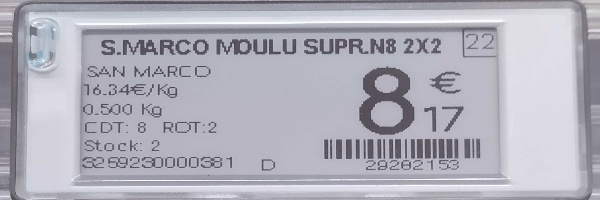 S.MARCO MOULU SUPR.N8 2X2 22
SAN MARCO
16.34€/Kg
0.500 Kg
8 €17
CDT: 8 ROT:2
Stock: 2
3259230000381 D 29282153